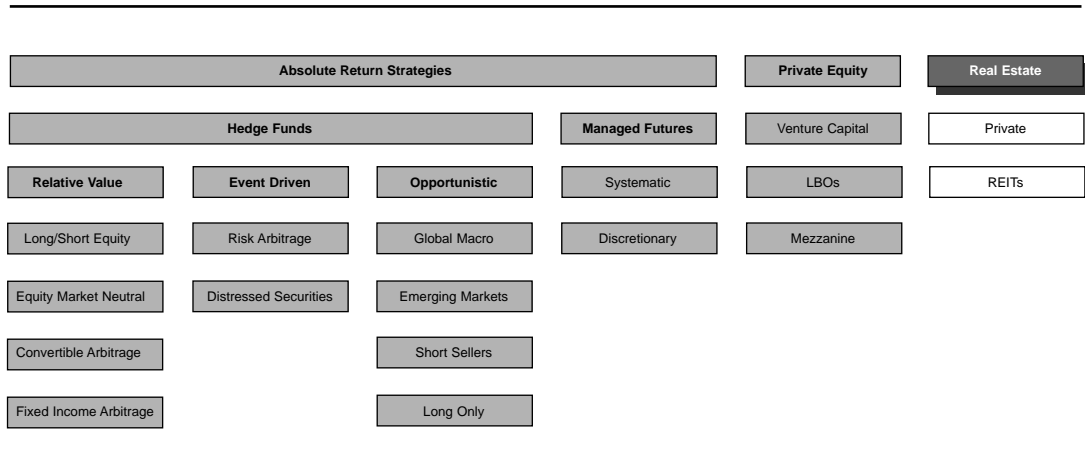 Absolute Return Strategies
Private Equity
Real Estate
Hedge Funds
Managed Futures
Venture Capital
Private
Relative Value
Event Driven
Opportunistic
Systematic
LBOs
REITs
Long/Short Equity
Risk Arbitrage
Global Macro
Discretionary
Mezzanine
Equity Market Neutral
Distressed Securities
Emerging Markets
Convertible Arbitrage
Short Sellers
Fixed Income Arbitrage
Long Only